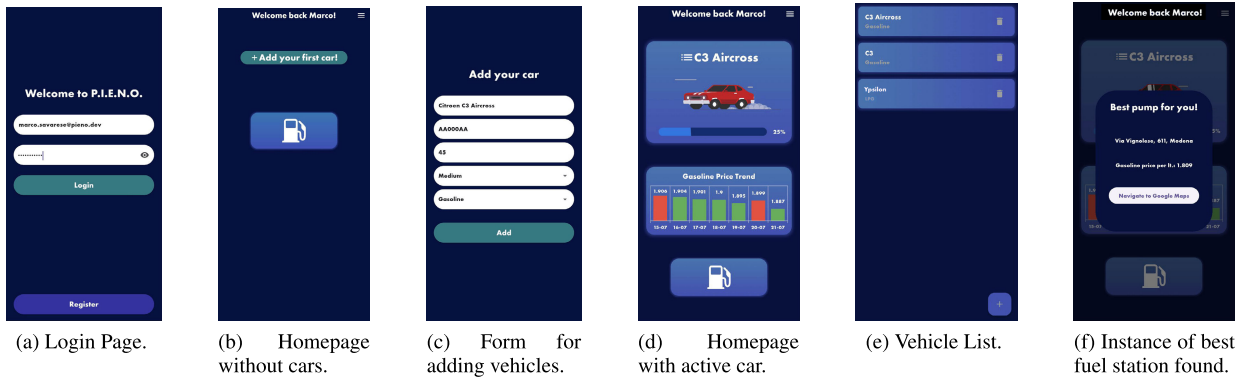 Welcome to P.I.E.N.O.
marco.savarese@pieno.dev
Login
Register
(a) Login Page.
Welcome back Marco!
+ Add your first car!
(b) Homepage
without cars.
Add your car
Citroen C3 Aircross
AA000AA
45
Medium
Gasoline
Add
(c) Form for
adding vehicles.
Welcome back Marco!
C3 Aircross
25%
Gasoline Price Trend
1.906 1.904 1.901 1.9 1.892 1.899 1.887
15-07 16-07 17-07 18-07 19-07 20-07 21-07
(d) Homepage
with active car.
C3 Aircross
Gasoline
C3
Gasoline
Ypsilon
LPG
+
(e) Vehicle List.
Welcome back Marco!
C3 Aircross
Best pump for you!
Via Vignolese, 611, Modena
Gasoline price per lt.: 1.809
Navigate to Google Maps
15-07 21-07
(f) Instance of best
fuel station found.